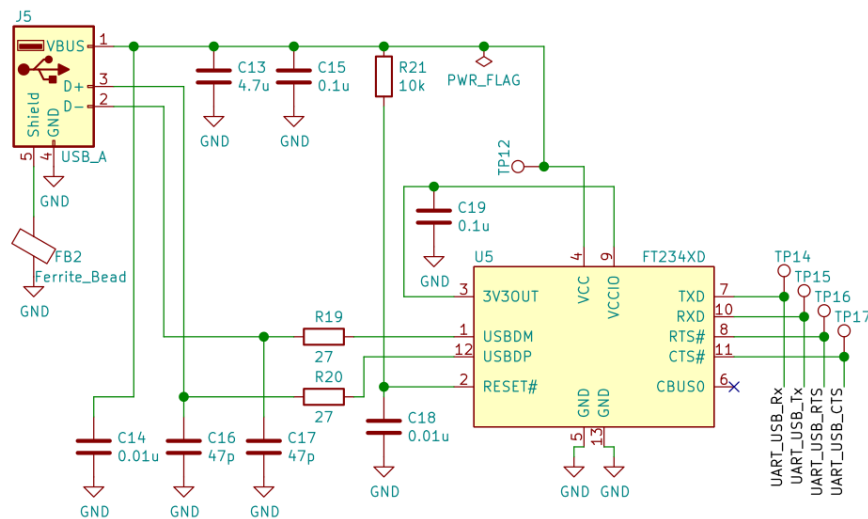 J5
VBUS 1
D+ 3
D- 2
Shield
GND
5
4
USB_A
GND
FB2
Ferrite_Bead
GND
C13
4.7u
GND
C15
0.1u
GND
R21
10k
PWR_FLAG
TP12
C19
0.1u
GND
U5
FT234XD
4
9
VCC
VCCIO
3 3V3OUT
1 USBDM
12 USBDP
2 RESET#
TXD 7
RXD 10
RTS# 8
CTS# 11
CBUS0 6
GND
GND
5
13
GND
GND
TP14
TP15
TP16
TP17
UART_USB_Rx
UART_USB_Tx
UART_USB_RTS
UART_USB_CTS
R19
27
R20
27
C14
0.01u
GND
C16
47p
GND
C17
47p
GND
C18
0.01u
GND